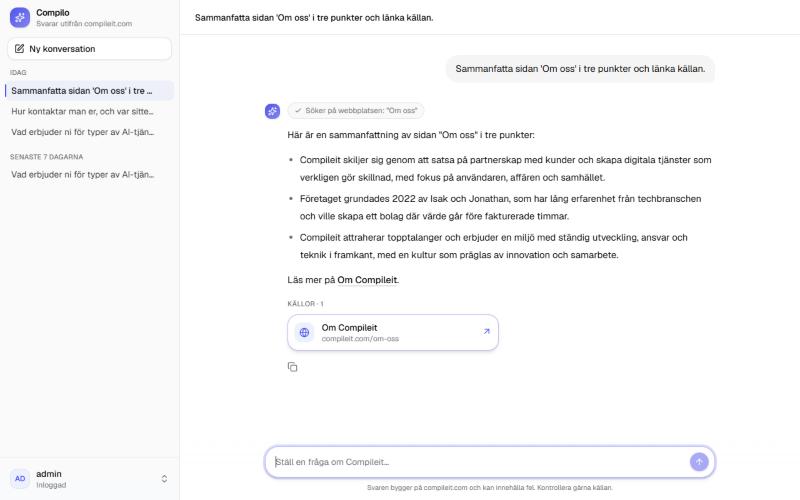 Compilo
Svarar utifrån compileit.com
Ny konversation
IDAG
Sammanfatta sidan 'Om oss' i tre ...
Hur kontaktar man er, och var sitte...
Vad erbjuder ni för typer av AI-tjän...
SENASTE 7 DAGARNA
Vad erbjuder ni för typer av AI-tjän...
AD
admin
Inloggad
Sammanfatta sidan 'Om oss' i tre punkter och länka källan.
Sammanfatta sidan 'Om oss' i tre punkter och länka källan.
Söker på webbplatsen: "Om oss"
Här är en sammanfattning av sidan "Om oss" i tre punkter:
Compileit skiljer sig genom att satsa på partnerskap med kunder och skapa digitala tjänster som
verkligen gör skillnad, med fokus på användaren, affären och samhället.
Företaget grundades 2022 av Isak och Jonathan, som har lång erfarenhet från techbranschen
och ville skapa ett bolag där värde går före fakturerade timmar.
Compileit attraherar topptalanger och erbjuder en miljö med ständig utveckling, ansvar och
teknik i framkant, med en kultur som präglas av innovation och samarbete.
Läs mer på Om Compileit.
KÄLLOR · 1
Om Compileit
compileit.com/om-oss
Ställ en fråga om Compileit...
Svaren bygger på compileit.com och kan innehålla fel. Kontrollera gärna källan.